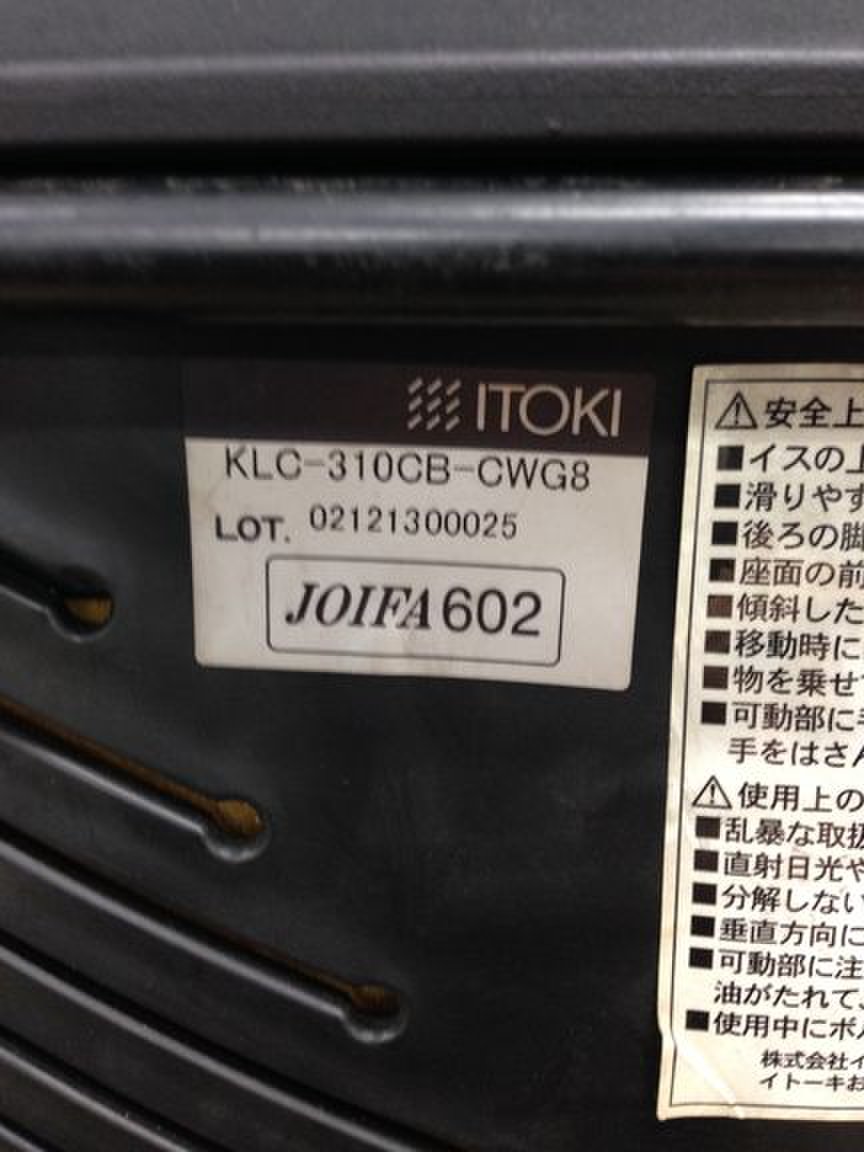 ITOKI
KLC-310CB-CWG8
LOT. 02121300025
JOIFA602
⚠安全上
■イスの上
■滑りやす
■後ろの脚
■座面の前
■傾斜した
■移動時に
■物を乗せ
■可動部に手
手をはさん
⚠使用上の
■乱暴な取扱
■直射日光や
■分解しない
■垂直方向に
■可動部に注
油がたれて、
■使用中にボル
株式会社イ
イトーキお